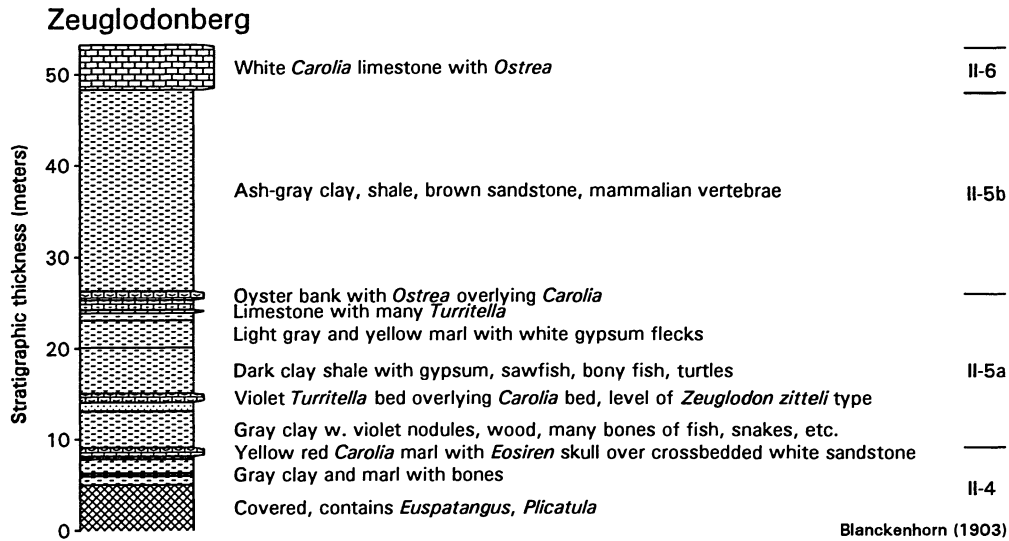 Zeuglodonberg
50
White Carolia limestone with Ostrea
II-6
40
Ash-gray clay, shale, brown sandstone, mammalian vertebrae
II-5b
Stratigraphic thickness (meters)
30
Oyster bank with Ostrea overlying Carolia
Limestone with many Turritella
Light gray and yellow marl with white gypsum flecks
20
Dark clay shale with gypsum, sawfish, bony fish, turtles
II-5a
Violet Turritella bed overlying Carolia bed, level of Zeuglodon zitteli type
10
Gray clay w. violet nodules, wood, many bones of fish, snakes, etc.
Yellow red Carolia marl with Eosiren skull over crossbedded white sandstone
Gray clay and marl with bones
II-4
Covered, contains Euspatangus, Plicatula
0
Blanckenhorn (1903)